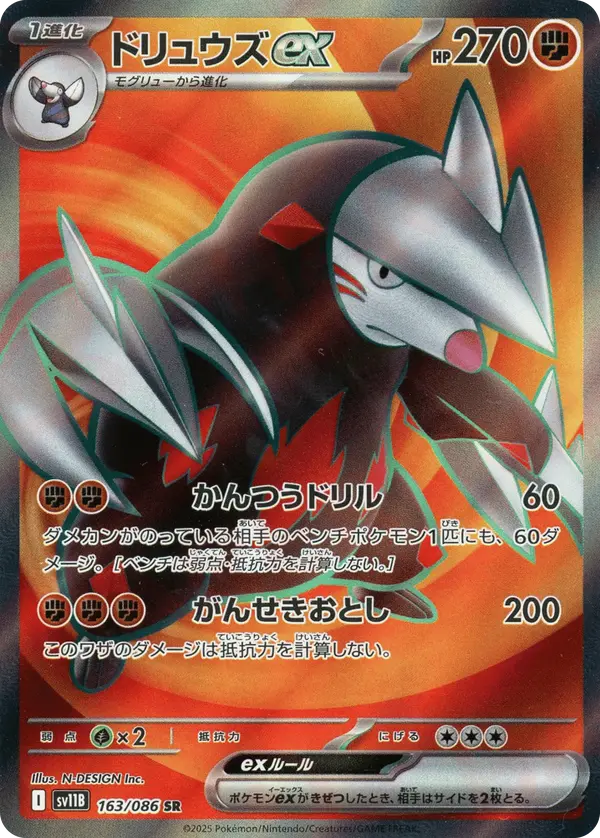 1進化 ドリュウズex HP 270
モグリューから進化
かんつうドリル 60
ダメカンがのっている相手のベンチポケモン1匹にも、60ダ
メージ。[ベンチは弱点・抵抗力を計算しない。]
がんせきおとし 200
このワザのダメージは抵抗力を計算しない。
弱点 ×2 抵抗力 にげる
exルール
ポケモンexがきぜつしたとき、相手はサイドを2枚とる。
Illus. N-DESIGN Inc.
I sv11B 163/086 SR
©2025 Pokémon/Nintendo/Creatures/GAME FREAK.